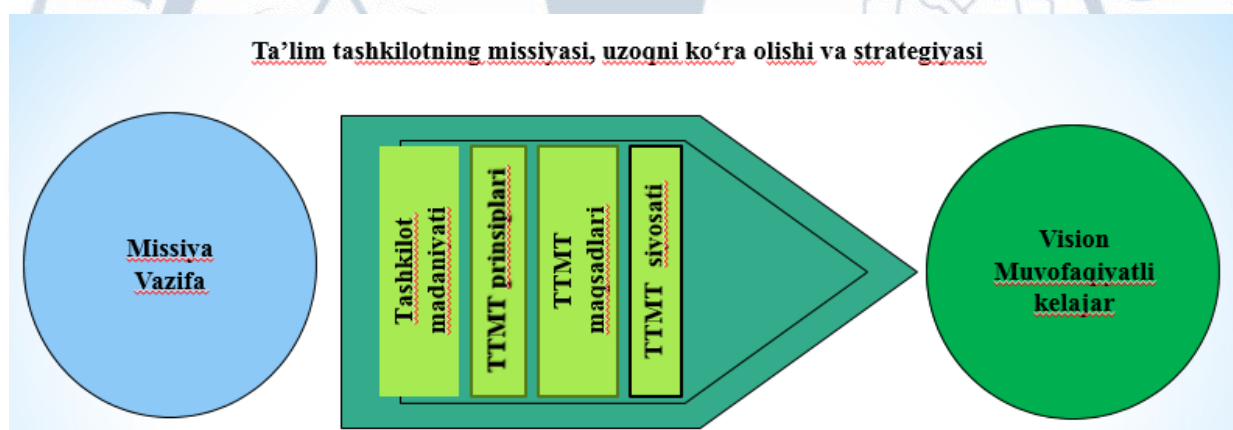 Ta’lim tashkilotning missiyasi, uzoqni ko‘ra olishi va strategiyasi
Missiya
Vazifa
Tashkilot
madaniyati
TTMT prinsiplari
TTMT
maqsadlari
TTMT siyosati
Vision
Muvofaqiyatli
kelajar